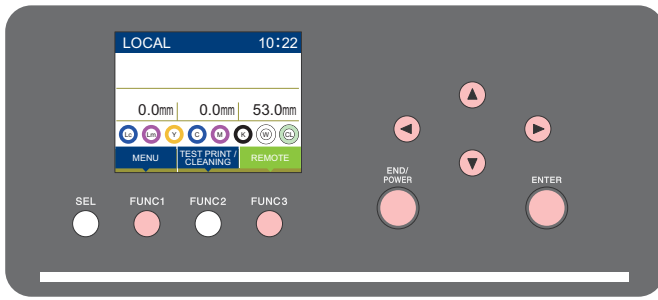 LOCAL 10:22
0.0mm 0.0mm 53.0mm
Lc Lm Y C M K W CL
MENU TEST PRINT / CLEANING REMOTE
SEL FUNC1 FUNC2 FUNC3
END/
POWER
ENTER